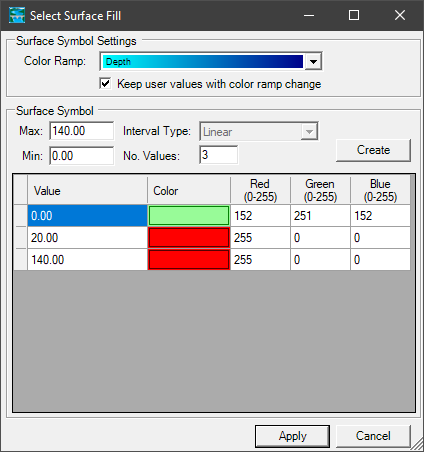 Select Surface Fill
Surface Symbol Settings
Color Ramp: Depth
Keep user values with color ramp change
Surface Symbol
Max: 140.00 Interval Type: Linear
Min: 0.00 No. Values: 3 Create
Value Color Red (0-255) Green (0-255) Blue (0-255)
0.00 152 251 152
20.00 255 0 0
140.00 255 0 0
Apply Cancel